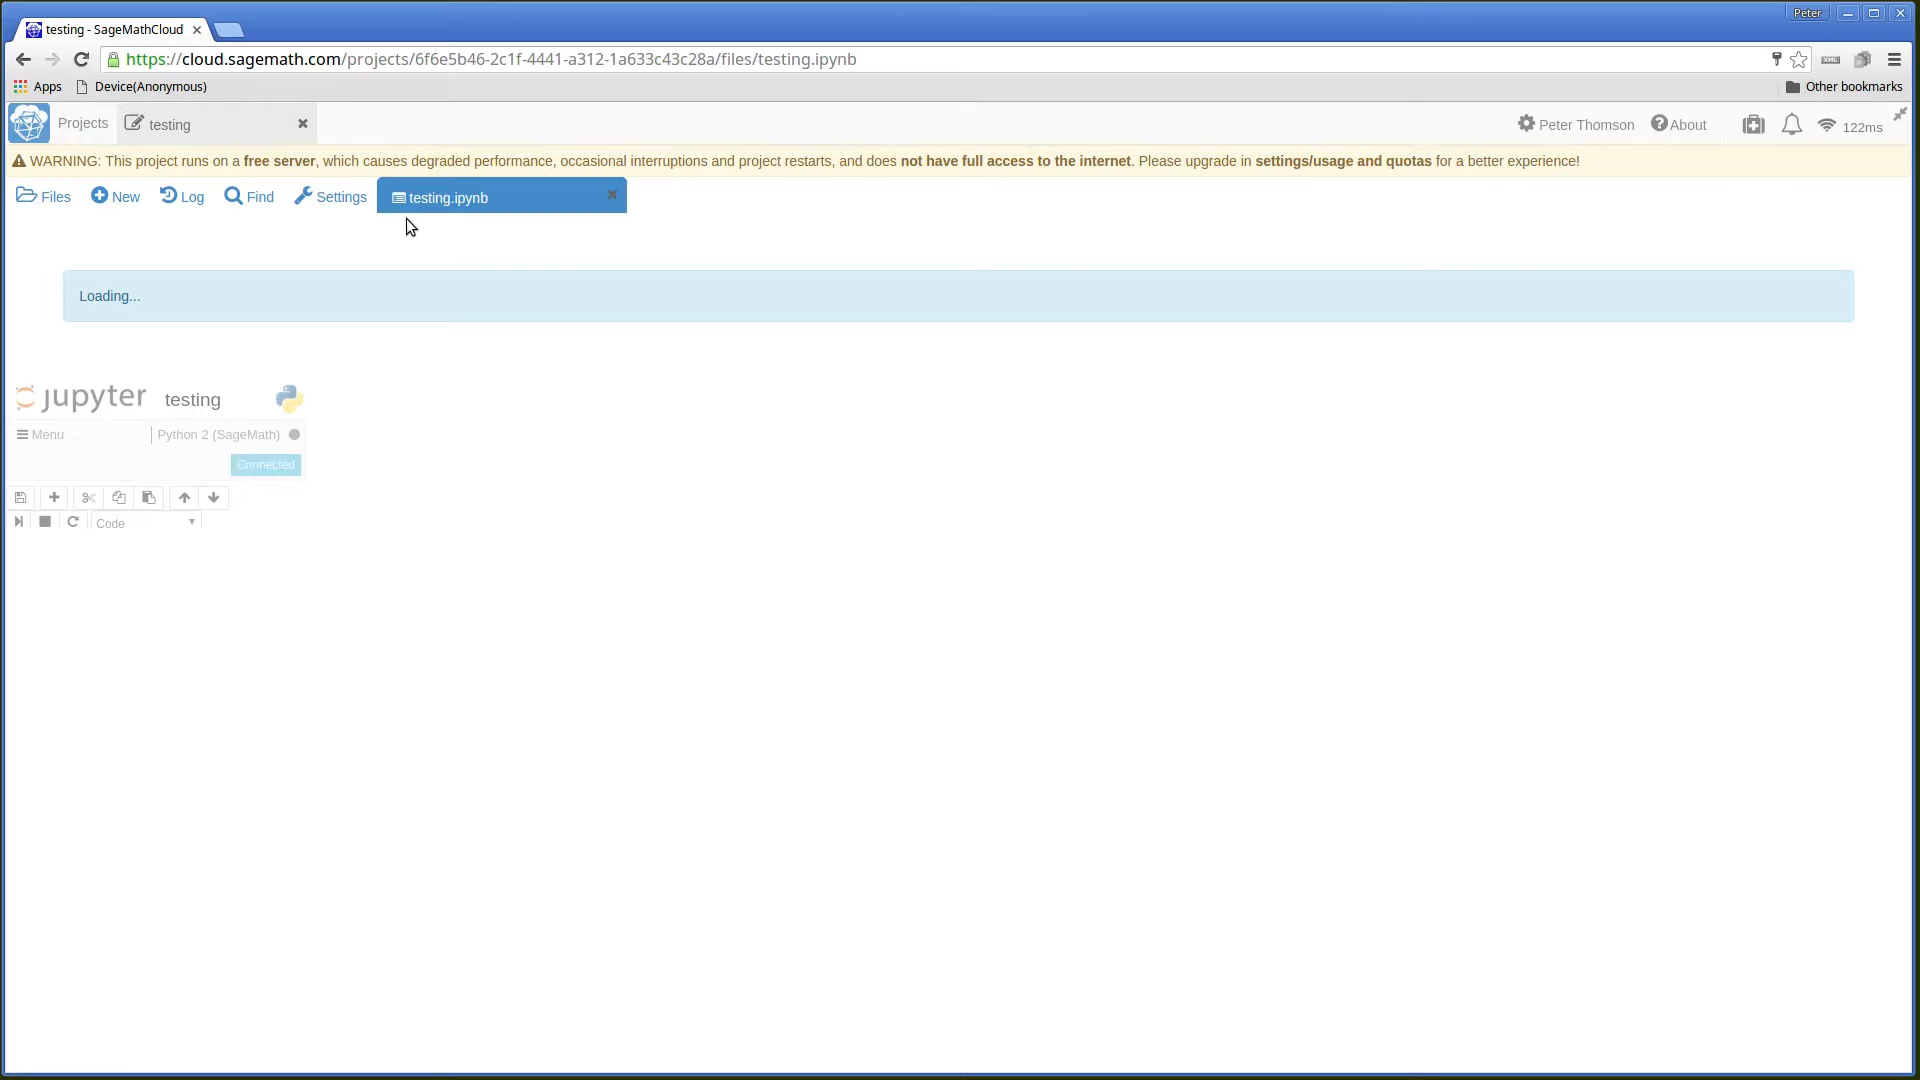 Peter
testing - SageMathCloud
https://cloud.sagemath.com/projects/6f6e5b46-2c1f-4441-a312-1a633c43c28a/files/testing.ipynb
Apps Device(Anonymous) Other bookmarks
Projects testing Peter Thomson About 122ms
WARNING: This project runs on a free server, which causes degraded performance, occasional interruptions and project restarts, and does not have full access to the internet. Please upgrade in settings/usage and quotas for a better experience!
Files New Log Find Settings testing.ipynb
Loading...
jupyter testing
Menu Python 2 (SageMath)
Connected
Code